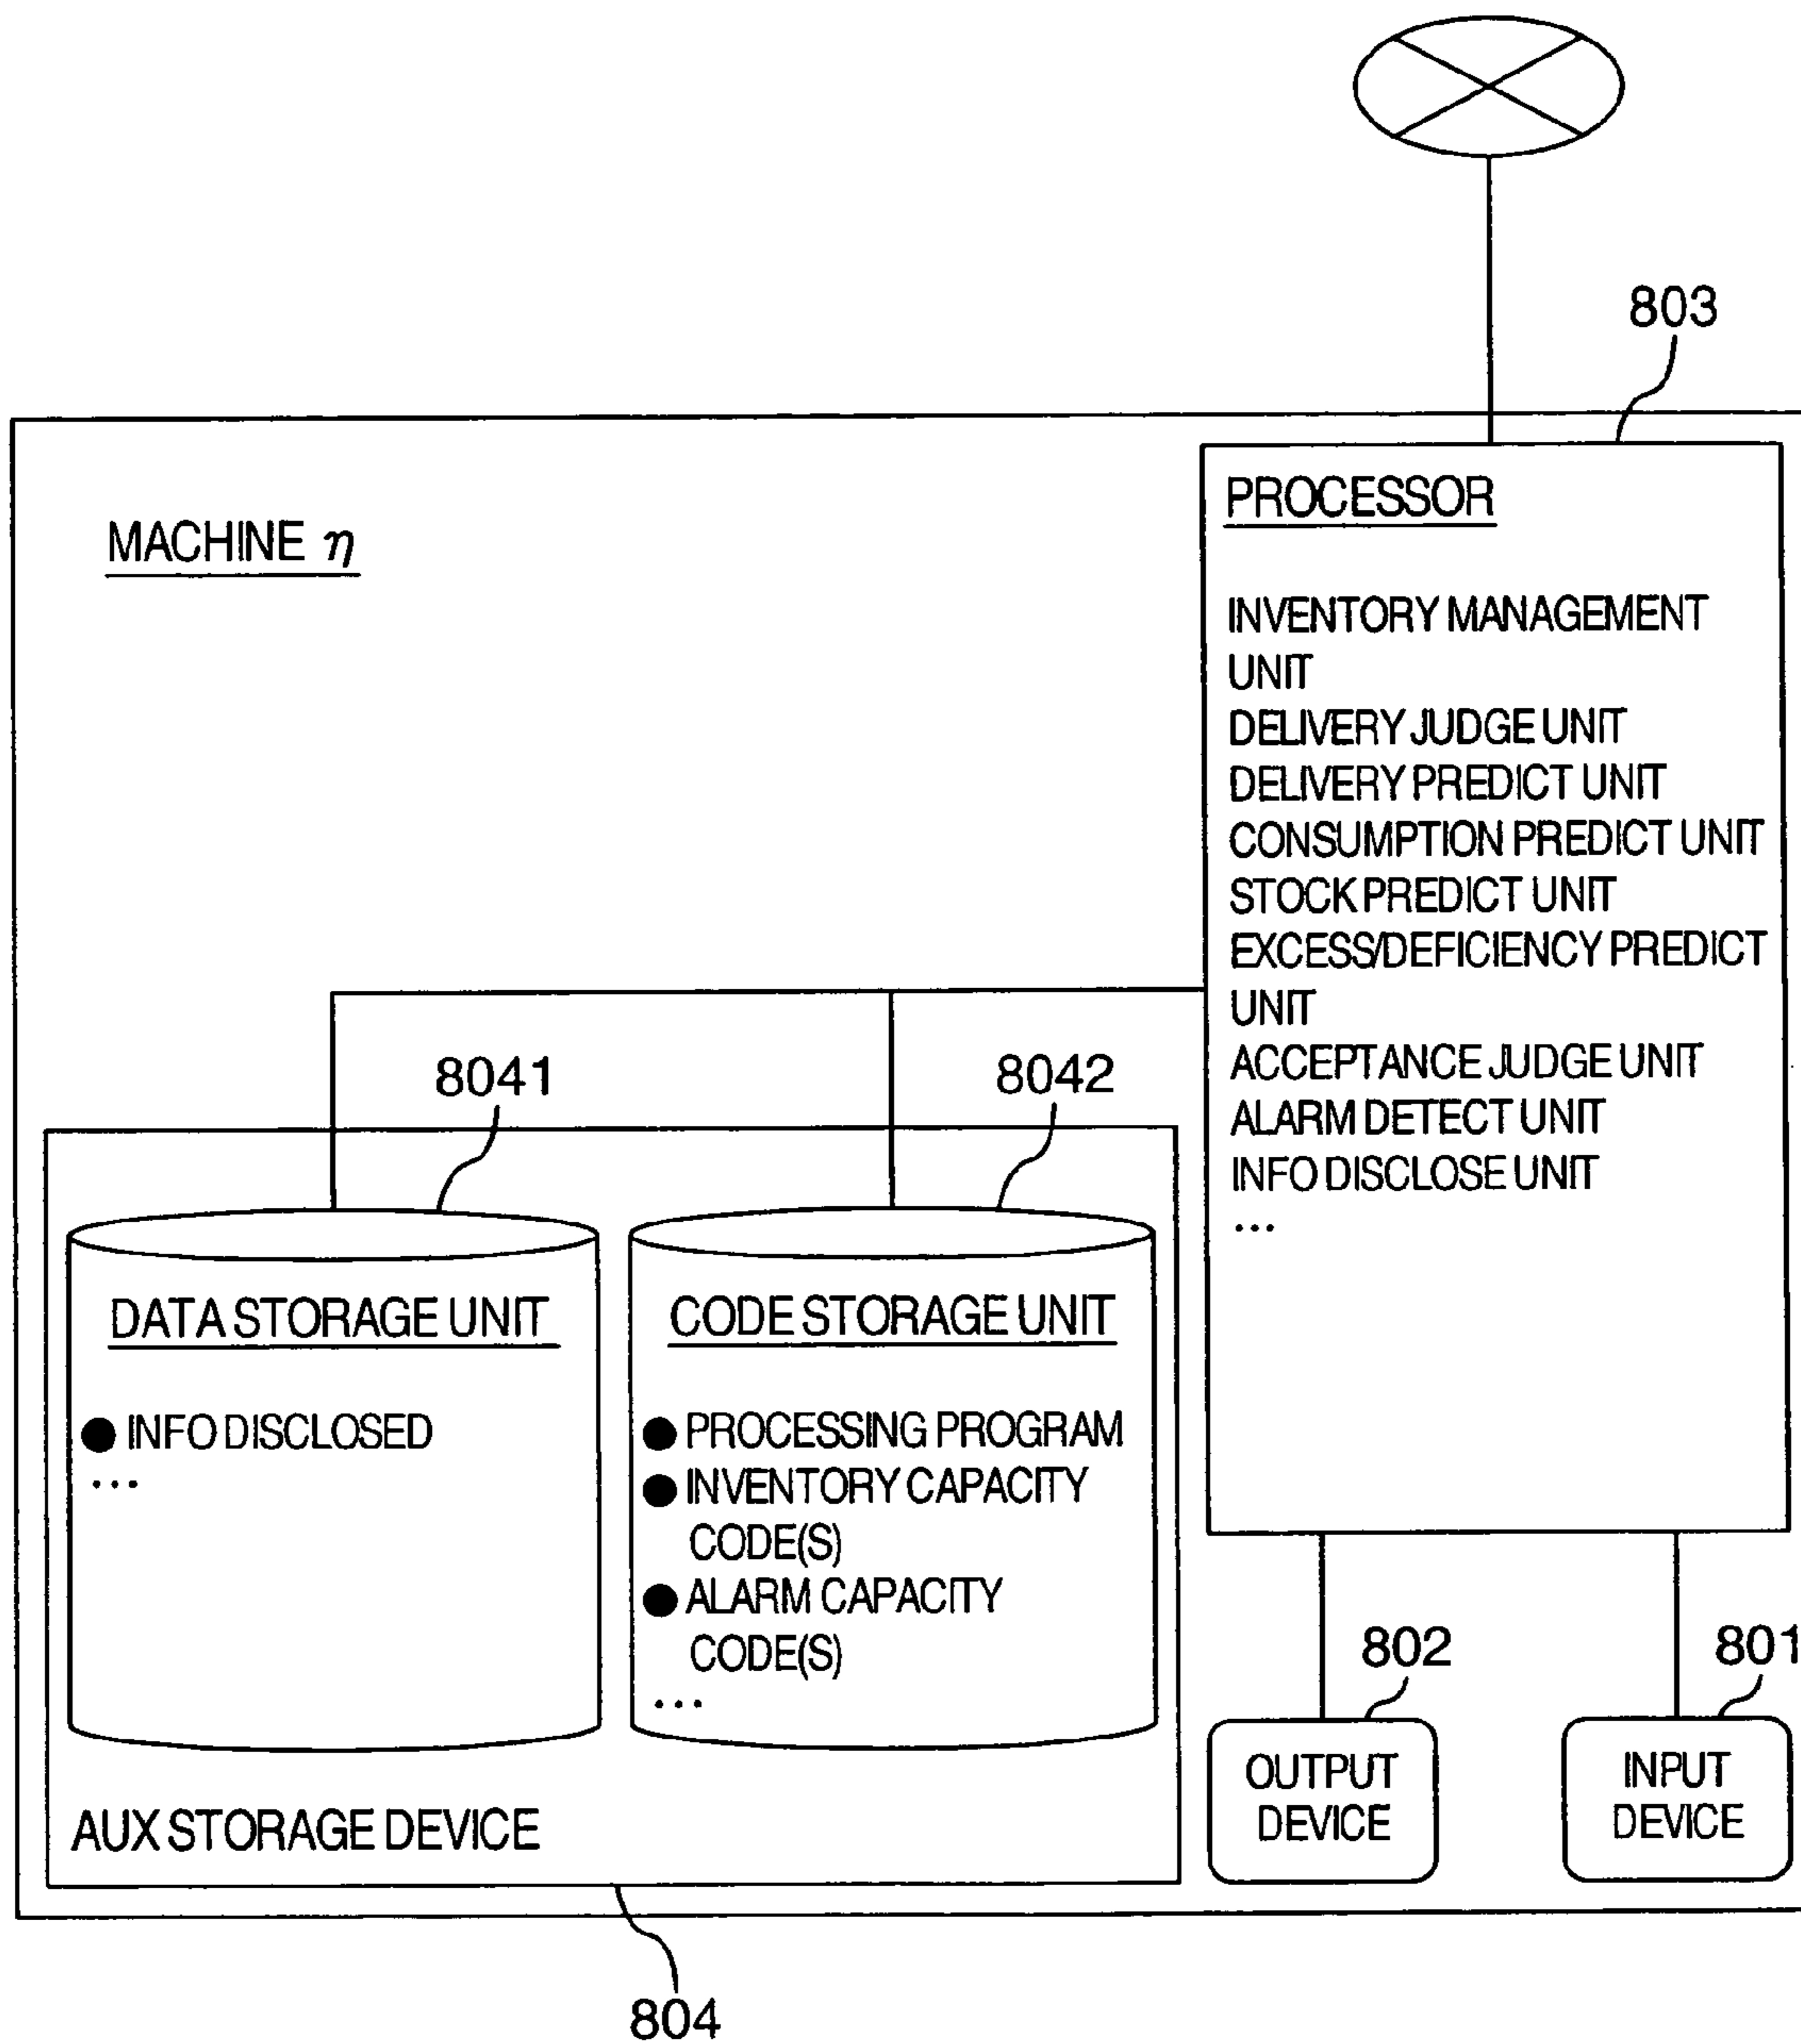 803
MACHINE η
PROCESSOR
INVENTORY MANAGEMENT
UNIT
DELIVERY JUDGE UNIT
DELIVERY PREDICT UNIT
CONSUMPTION PREDICT UNIT
STOCK PREDICT UNIT
EXCESS/DEFICIENCY PREDICT
UNIT
ACCEPTANCE JUDGE UNIT
ALARM DETECT UNIT
INFO DISCLOSE UNIT
...
8041
8042
DATA STORAGE UNIT
● INFO DISCLOSED
...
CODE STORAGE UNIT
● PROCESSING PROGRAM
● INVENTORY CAPACITY
CODE(S)
● ALARM CAPACITY
CODE(S)
...
AUX STORAGE DEVICE
804
802
OUTPUT
DEVICE
801
INPUT
DEVICE